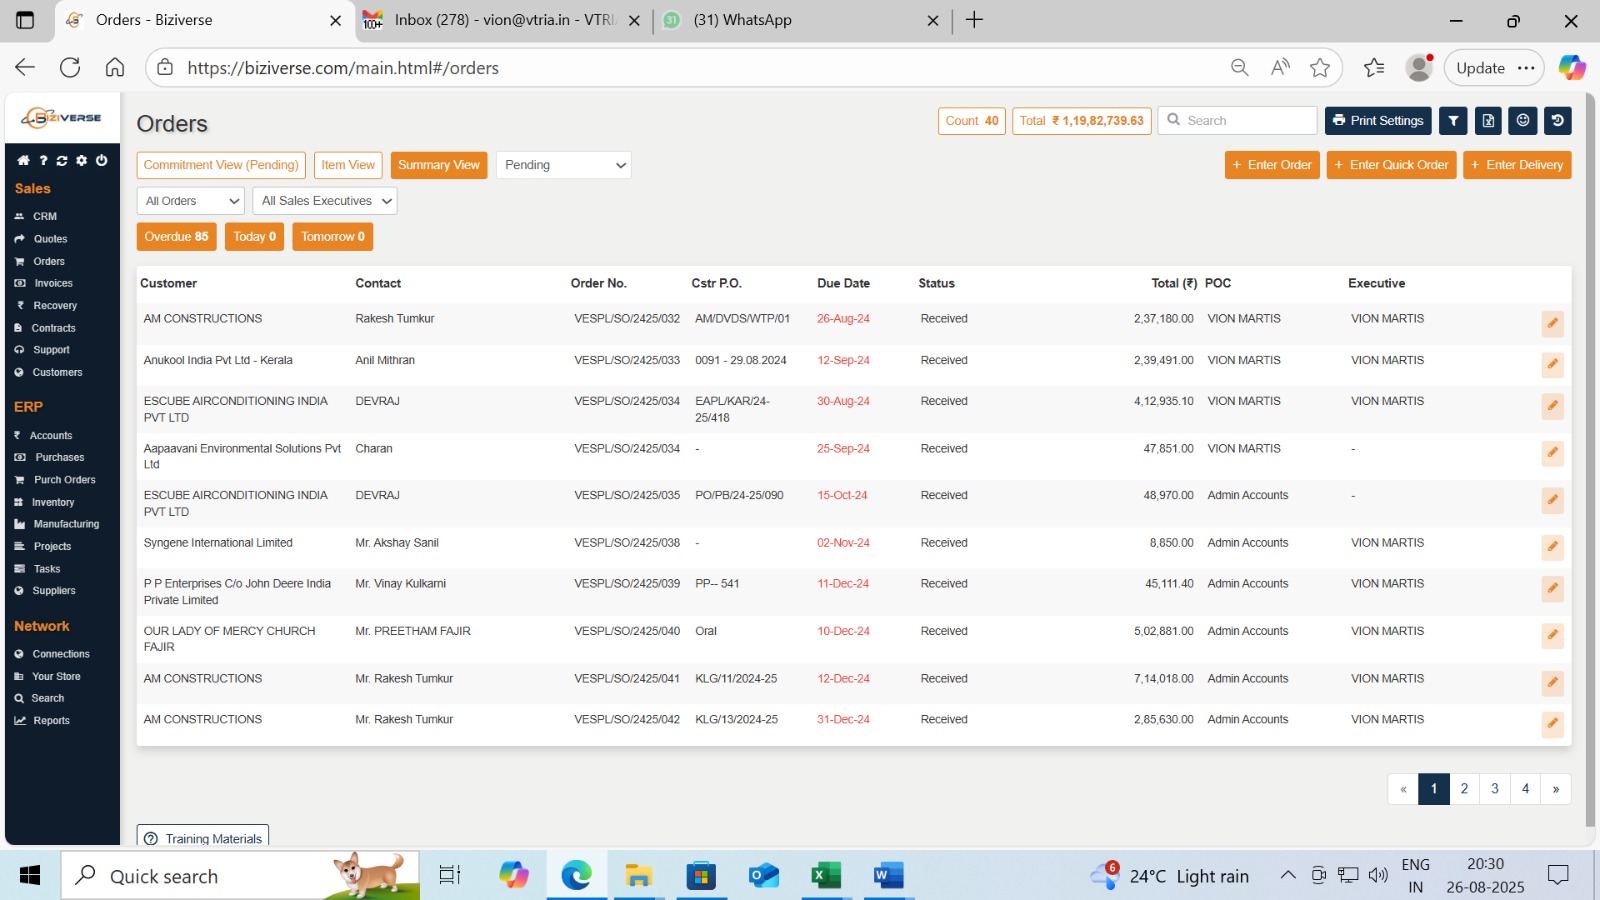 Orders - Biziverse
Inbox (278) - vion@vtria.in - VTRI
(31) WhatsApp
https://biziverse.com/main.html#/orders
Update
BIZIVERSE
Orders
Count 40
Total ₹ 1,19,82,739.63
Search
Print Settings
Commitment View (Pending)
Item View
Summary View
Pending
+ Enter Order
+ Enter Quick Order
+ Enter Delivery
All Orders
All Sales Executives
Overdue 85
Today 0
Tomorrow 0
Sales
CRM
Quotes
Orders
Invoices
Recovery
Contracts
Support
Customers
ERP
Accounts
Purchases
Purch Orders
Inventory
Manufacturing
Projects
Tasks
Suppliers
Network
Connections
Your Store
Search
Reports
Customer Contact Order No. Cstr P.O. Due Date Status Total (₹) POC Executive
AM CONSTRUCTIONS Rakesh Tumkur VESPL/SO/2425/032 AM/DVDS/WTP/01 26-Aug-24 Received 2,37,180.00 VION MARTIS VION MARTIS
Anukool India Pvt Ltd - Kerala Anil Mithran VESPL/SO/2425/033 0091 - 29.08.2024 12-Sep-24 Received 2,39,491.00 VION MARTIS VION MARTIS
ESCUBE AIRCONDITIONING INDIA DEVRAJ VESPL/SO/2425/034 EAPL/KAR/24- 30-Aug-24 Received 4,12,935.10 VION MARTIS VION MARTIS
PVT LTD 25/418
Aapaavani Environmental Solutions Pvt Charan VESPL/SO/2425/034 - 25-Sep-24 Received 47,851.00 VION MARTIS -
Ltd
ESCUBE AIRCONDITIONING INDIA DEVRAJ VESPL/SO/2425/035 PO/PB/24-25/090 15-Oct-24 Received 48,970.00 Admin Accounts -
PVT LTD
Syngene International Limited Mr. Akshay Sanil VESPL/SO/2425/038 - 02-Nov-24 Received 8,850.00 Admin Accounts VION MARTIS
P P Enterprises C/o John Deere India Mr. Vinay Kulkarni VESPL/SO/2425/039 PP-- 541 11-Dec-24 Received 45,111.40 Admin Accounts VION MARTIS
Private Limited
OUR LADY OF MERCY CHURCH Mr. PREETHAM FAJIR VESPL/SO/2425/040 Oral 10-Dec-24 Received 5,02,881.00 Admin Accounts VION MARTIS
FAJIR
AM CONSTRUCTIONS Mr. Rakesh Tumkur VESPL/SO/2425/041 KLG/11/2024-25 12-Dec-24 Received 7,14,018.00 Admin Accounts VION MARTIS
AM CONSTRUCTIONS Mr. Rakesh Tumkur VESPL/SO/2425/042 KLG/13/2024-25 31-Dec-24 Received 2,85,630.00 Admin Accounts VION MARTIS
« 1 2 3 4 »
Training Materials
Quick search
6
24°C Light rain
ENG
IN
20:30
26-08-2025